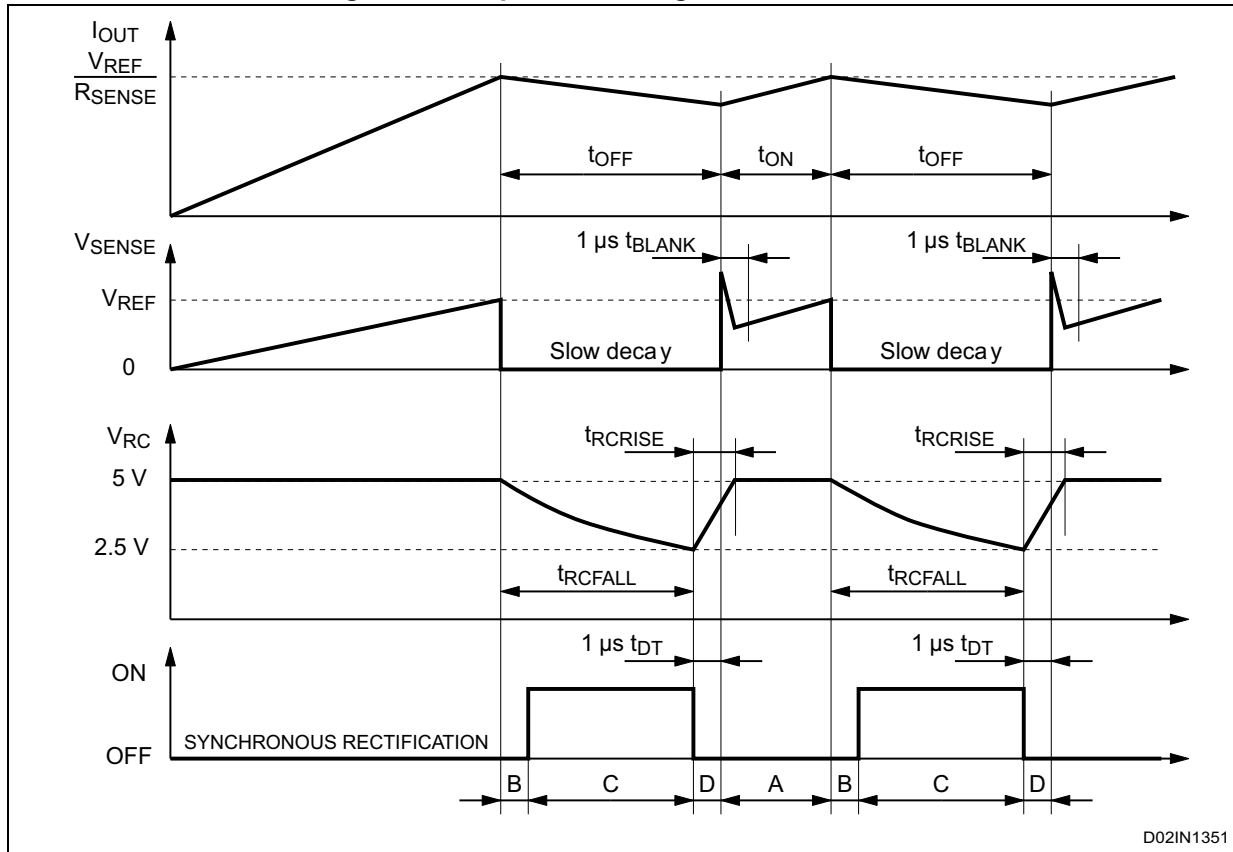 IOUT
VREF
RSENSE
tOFF tON tOFF
VSENSE
1 µs tBLANK 1 µs tBLANK
VREF
Slow decay Slow decay
0
VRC
tRCRISE tRCRISE
5 V
2.5 V
tRCFALL tRCFALL
1 µs tDT 1 µs tDT
ON
SYNCHRONOUS RECTIFICATION
OFF
B C D A B C D
D02IN1351